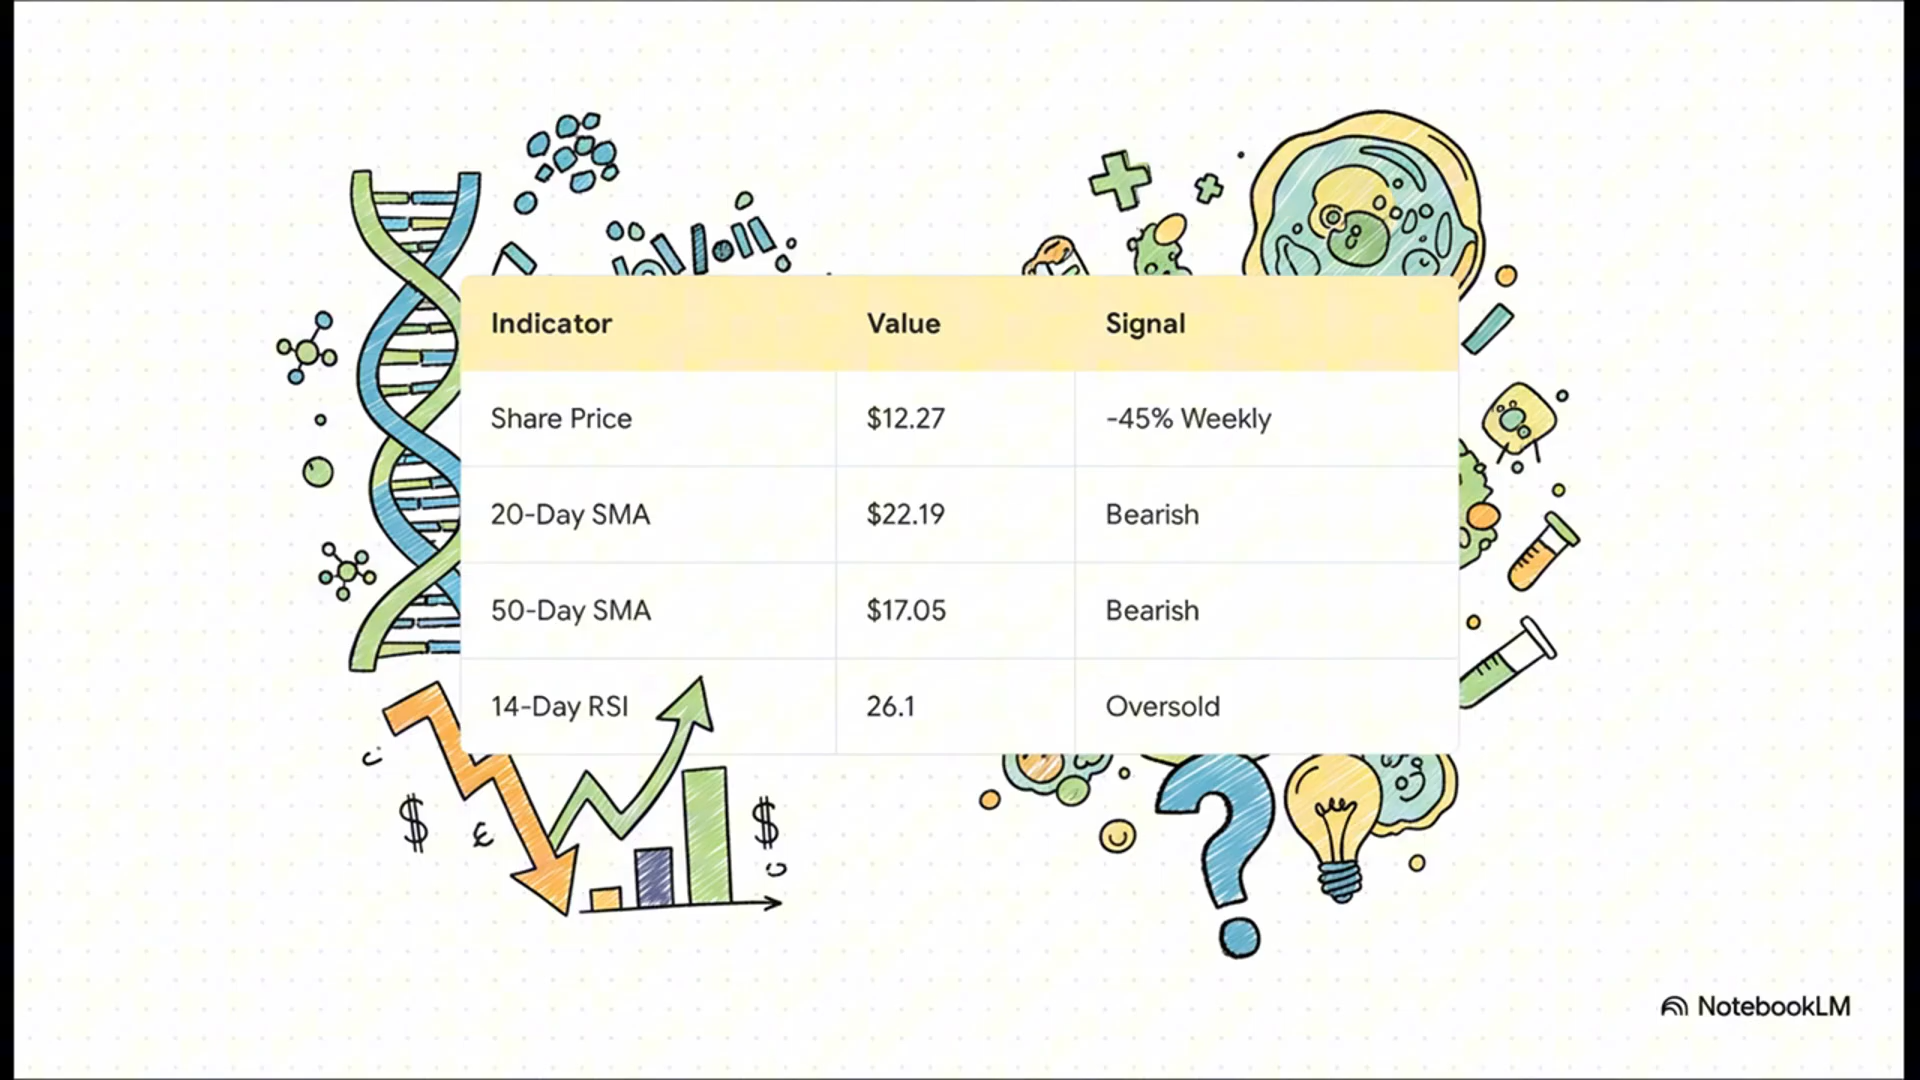 Indicator Value Signal
Share Price $12.27 -45% Weekly
20-Day SMA $22.19 Bearish
50-Day SMA $17.05 Bearish
14-Day RSI 26.1 Oversold
$ £ $
NotebookLM